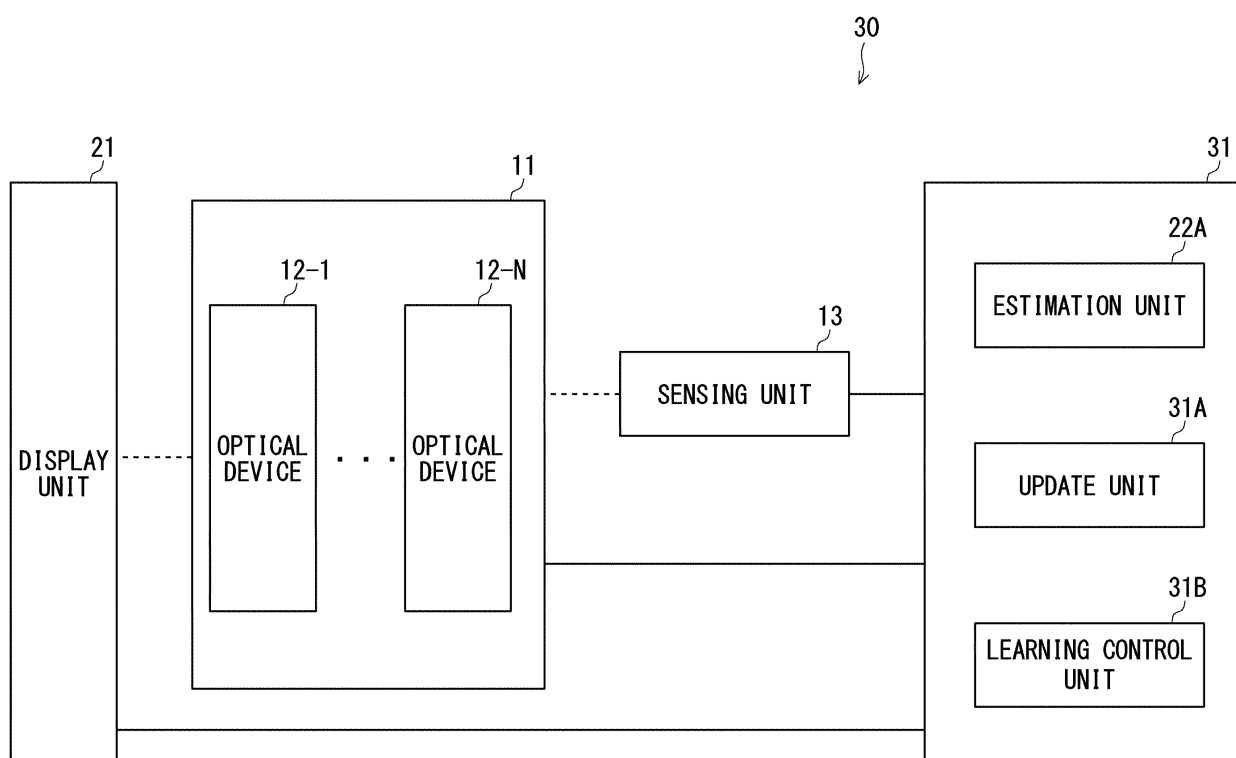 30
21
11
31
12-1
12-N
22A
ESTIMATION UNIT
13
SENSING UNIT
31A
UPDATE UNIT
DISPLAY
UNIT
OPTICAL
DEVICE
. . .
OPTICAL
DEVICE
31B
LEARNING CONTROL
UNIT